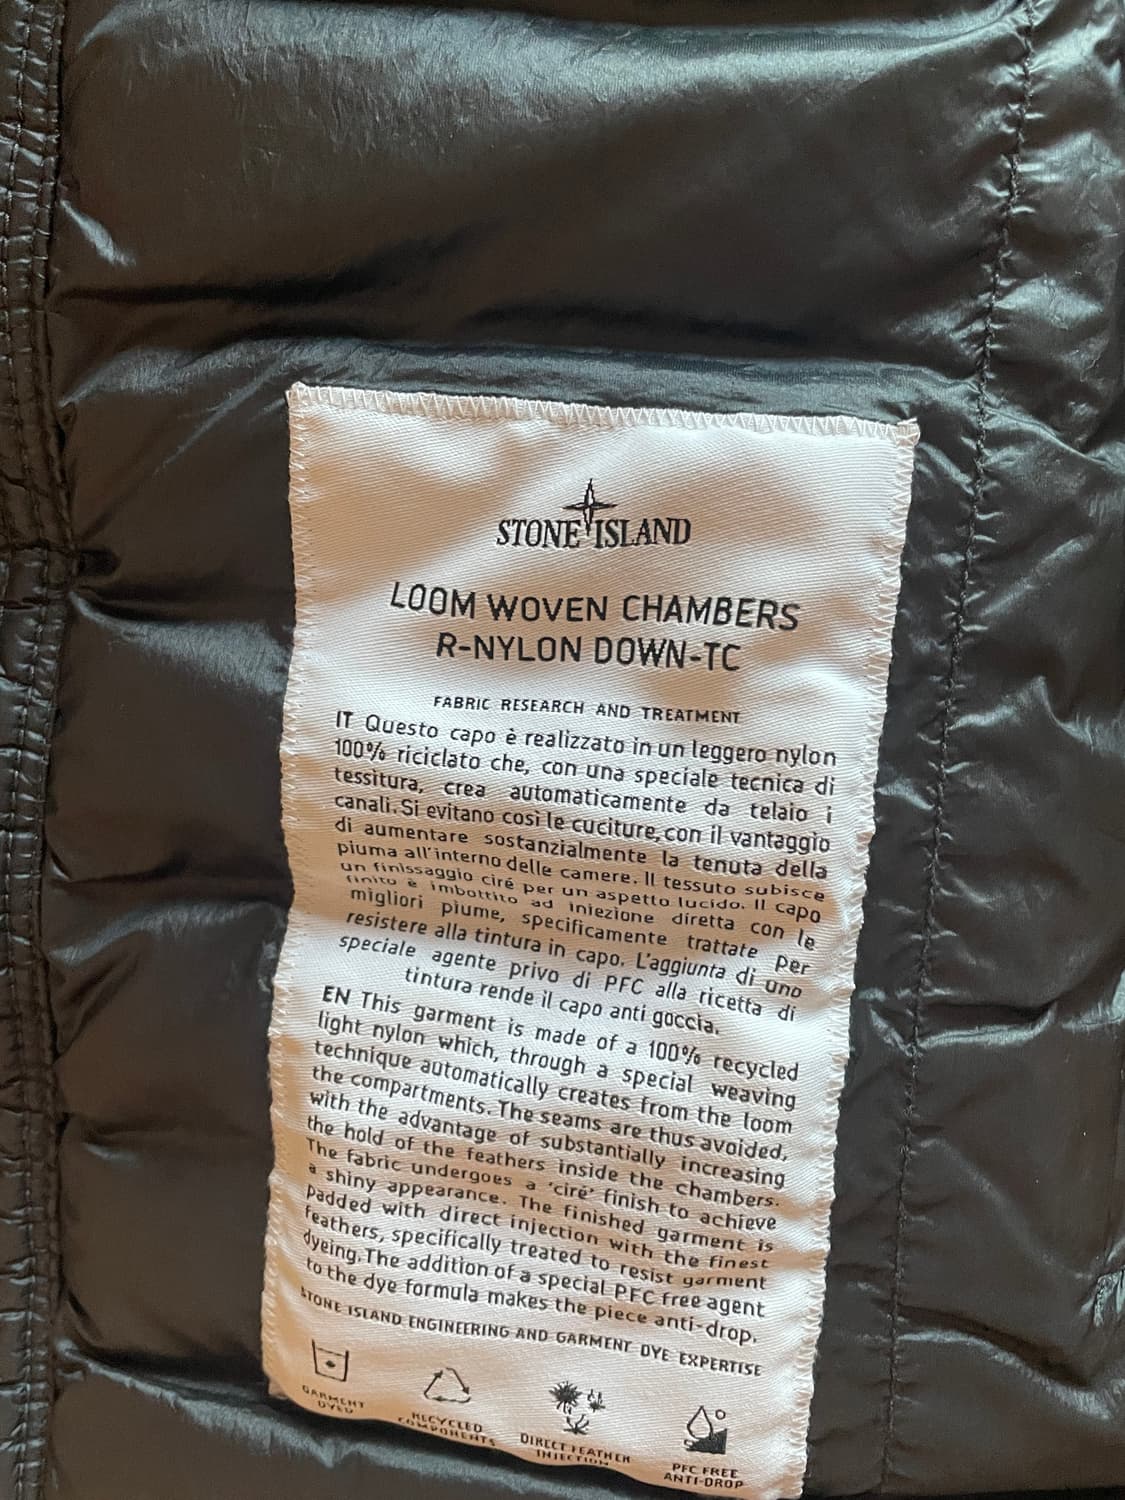 STONE ISLAND
LOOM WOVEN CHAMBERS
R-NYLON DOWN-TC
FABRIC RESEARCH AND TREATMENT
IT Questo capo è realizzato in un leggero nylon
100% riciclato che, con una speciale tecnica di
tessitura, crea automaticamente da telaio i
canali. Si evitano così le cuciture, con il vantaggio
di aumentare sostanzialmente la tenuta della
piuma all'interno delle camere. Il tessuto subisce
un finissaggio ciré per un aspetto lucido. Il capo
finito è imbottito ad iniezione diretta con le
migliori piume, specificamente trattate per
resistere alla tintura in capo. L'aggiunta di uno
speciale agente privo di PFC alla ricetta di
tintura rende il capo anti goccia.
EN This garment is made of a 100% recycled
light nylon which, through a special weaving
technique automatically creates from the loom
the compartments. The seams are thus avoided,
with the advantage of substantially increasing
the hold of the feathers inside the chambers.
The fabric undergoes a 'ciré' finish to achieve
a shiny appearance. The finished garment is
padded with direct injection with the finest
feathers, specifically treated to resist garment
dyeing. The addition of a special PFC free agent
to the dye formula makes the piece anti-drop.
STONE ISLAND ENGINEERING AND GARMENT DYE EXPERTISE
GARMENT
DYED
RECYCLED
COMPONENTS
DIRECT FEATHER
INJECTION
PFC FREE
ANTI-DROP